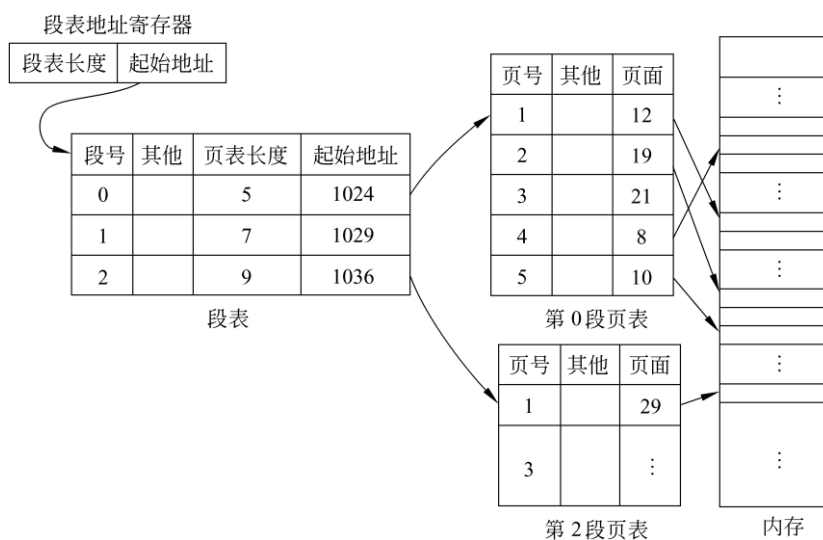 段表地址寄存器
段表长度 起始地址
段号 其他 页表长度 起始地址
0 5 1024
1 7 1029
2 9 1036
段表
页号 其他 页面
1 12
2 19
3 21
4 8
5 10
第0段页表
页号 其他 页面
1 29
3 ⋮
第2段页表
⋮
⋮
⋮
⋮
⋮
内存